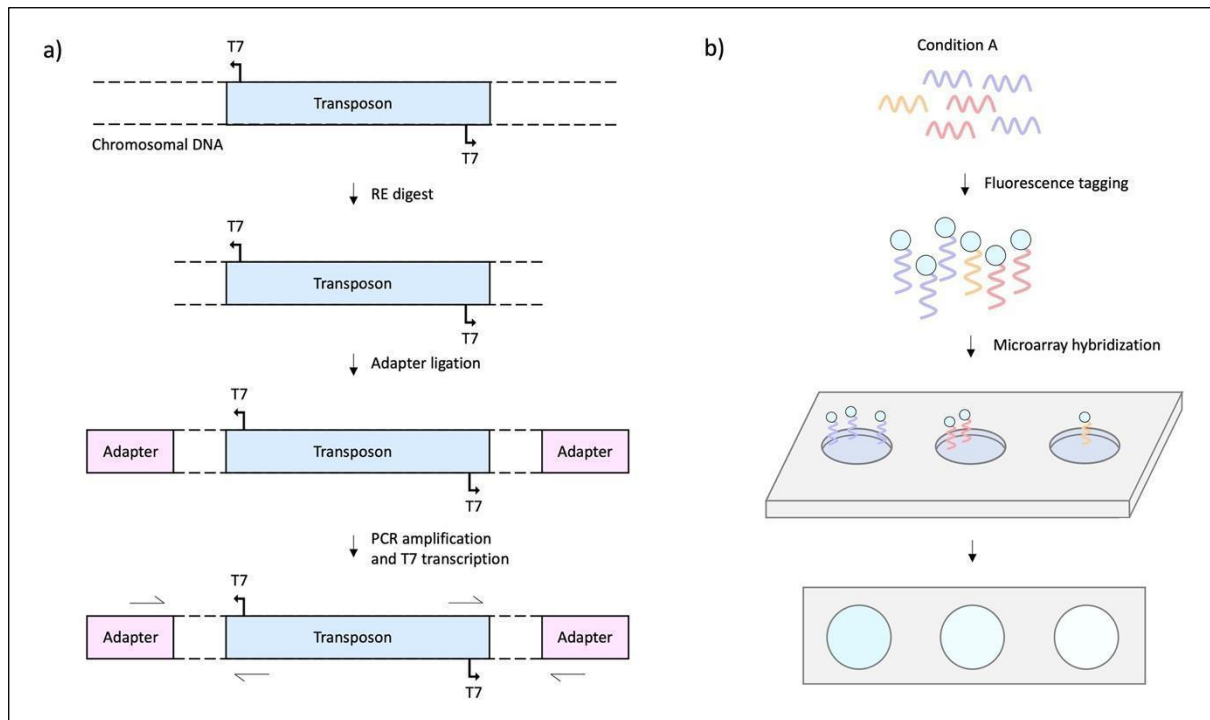 a)
T7
Transposon
Chromosomal DNA
T7
RE digest
T7
Transposon
T7
Adapter ligation
T7
Adapter
Transposon
Adapter
T7
PCR amplification
and T7 transcription
T7
Adapter
Transposon
Adapter
T7
b)
Condition A
Fluorescence tagging
Microarray hybridization